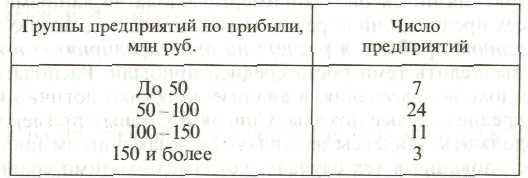 Группы предприятий по прибыли, млн руб.
Число предприятий
До 50
7
50–100
24
100–150
11
150 и более
3